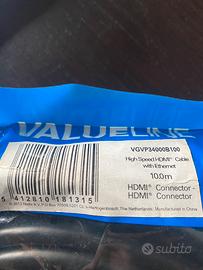 VALUELINE
VGVP34000B100
High Speed HDMI® Cable
with Ethernet
10.0m
HDMI® Connector -
HDMI® Connector
5 412810 181315
subito